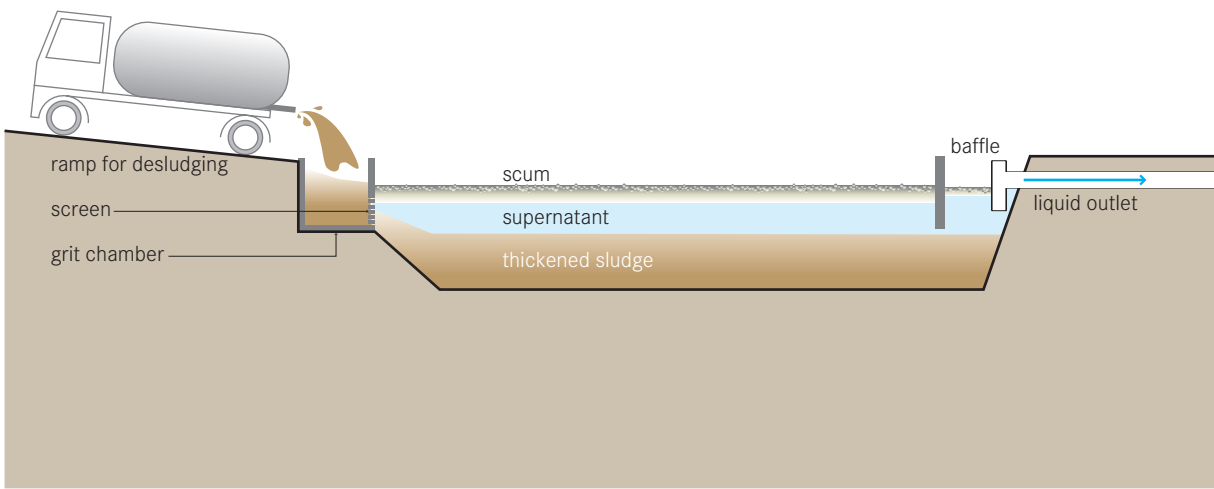 baffle
ramp for desludging
scum
screen
supernatant
liquid outlet
grit chamber
thickened sludge